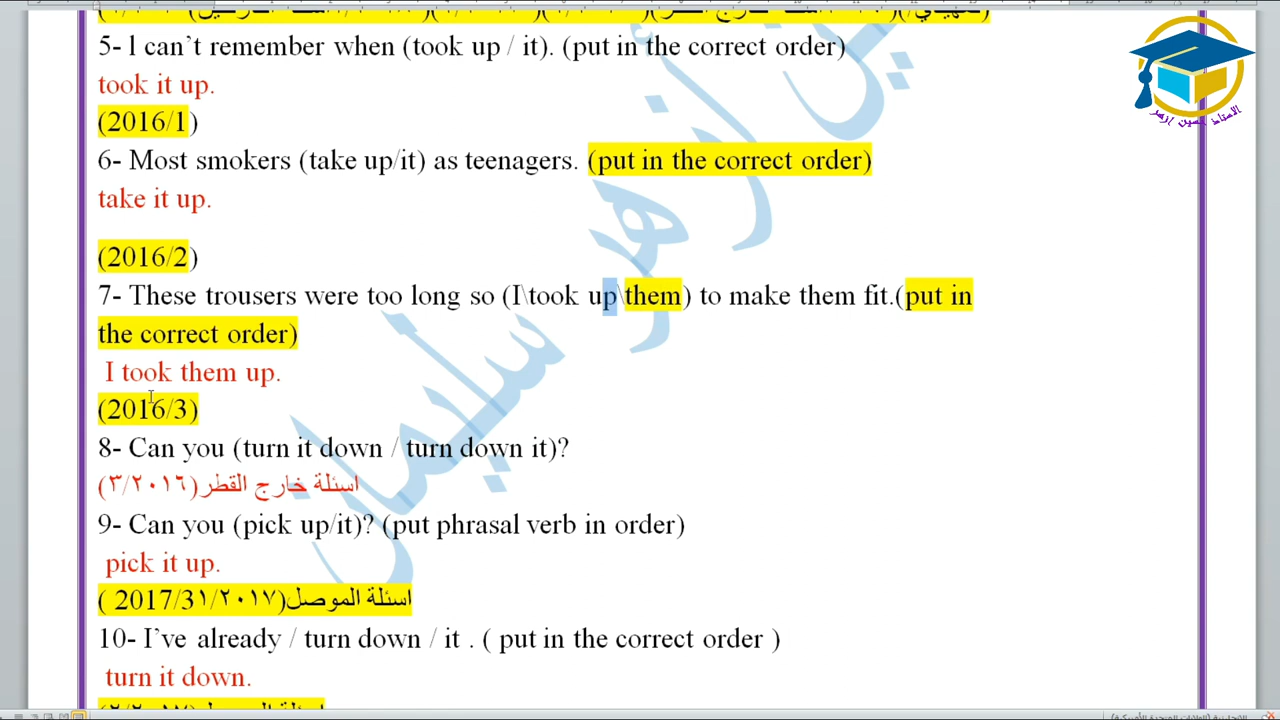 5- I can't remember when (took up / it). (put in the correct order)
took it up.
(2016/1)
6- Most smokers (take up/it) as teenagers. (put in the correct order)
take it up.
(2016/2)
7- These trousers were too long so (I\took up\them) to make them fit.(put in
the correct order)
I took them up.
(2016/3)
8- Can you (turn it down / turn down it)?
اسئلة خارج القطر(٣/٢٠١٦)
9- Can you (pick up/it)? (put phrasal verb in order)
pick it up.
اسئلة الموصل(2017/3١/٢٠١٧ )
10- I've already / turn down / it . ( put in the correct order )
turn it down.
الاستاذ حسين ازهر